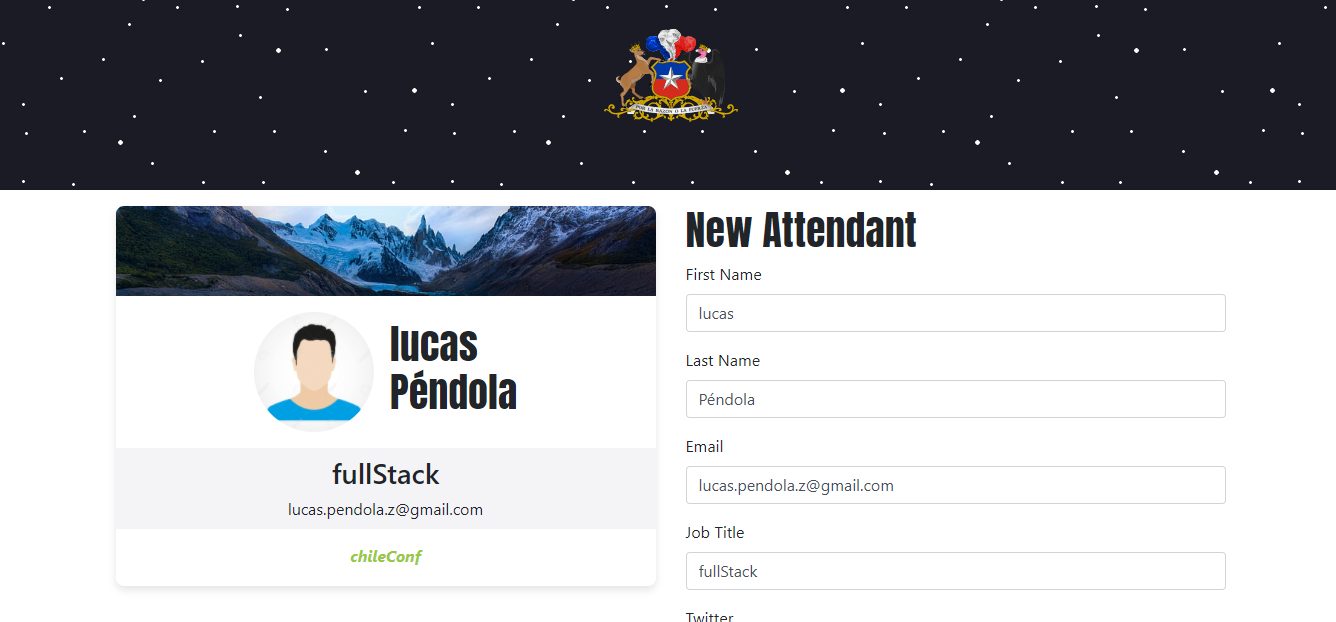 POR LA RAZON O LA FUERZA
lucas
Péndola
fullStack
lucas.pendola.z@gmail.com
chileConf
New Attendant
First Name
lucas
Last Name
Péndola
Email
lucas.pendola.z@gmail.com
Job Title
fullStack
Twitter